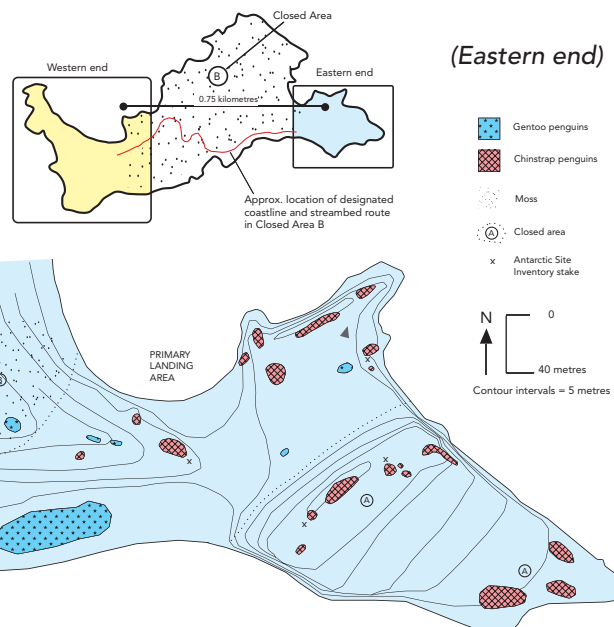 Closed Area
(Eastern end)
Western end
Eastern end
B
0.75 kilometres
Approx. location of designated
coastline and streambed route
in Closed Area B
Gentoo penguins
Chinstrap penguins
Moss
A Closed area
x Antarctic Site
Inventory stake
N
0
40 metres
Contour intervals = 5 metres
PRIMARY
LANDING
AREA
x
B
x
x
x
A
A